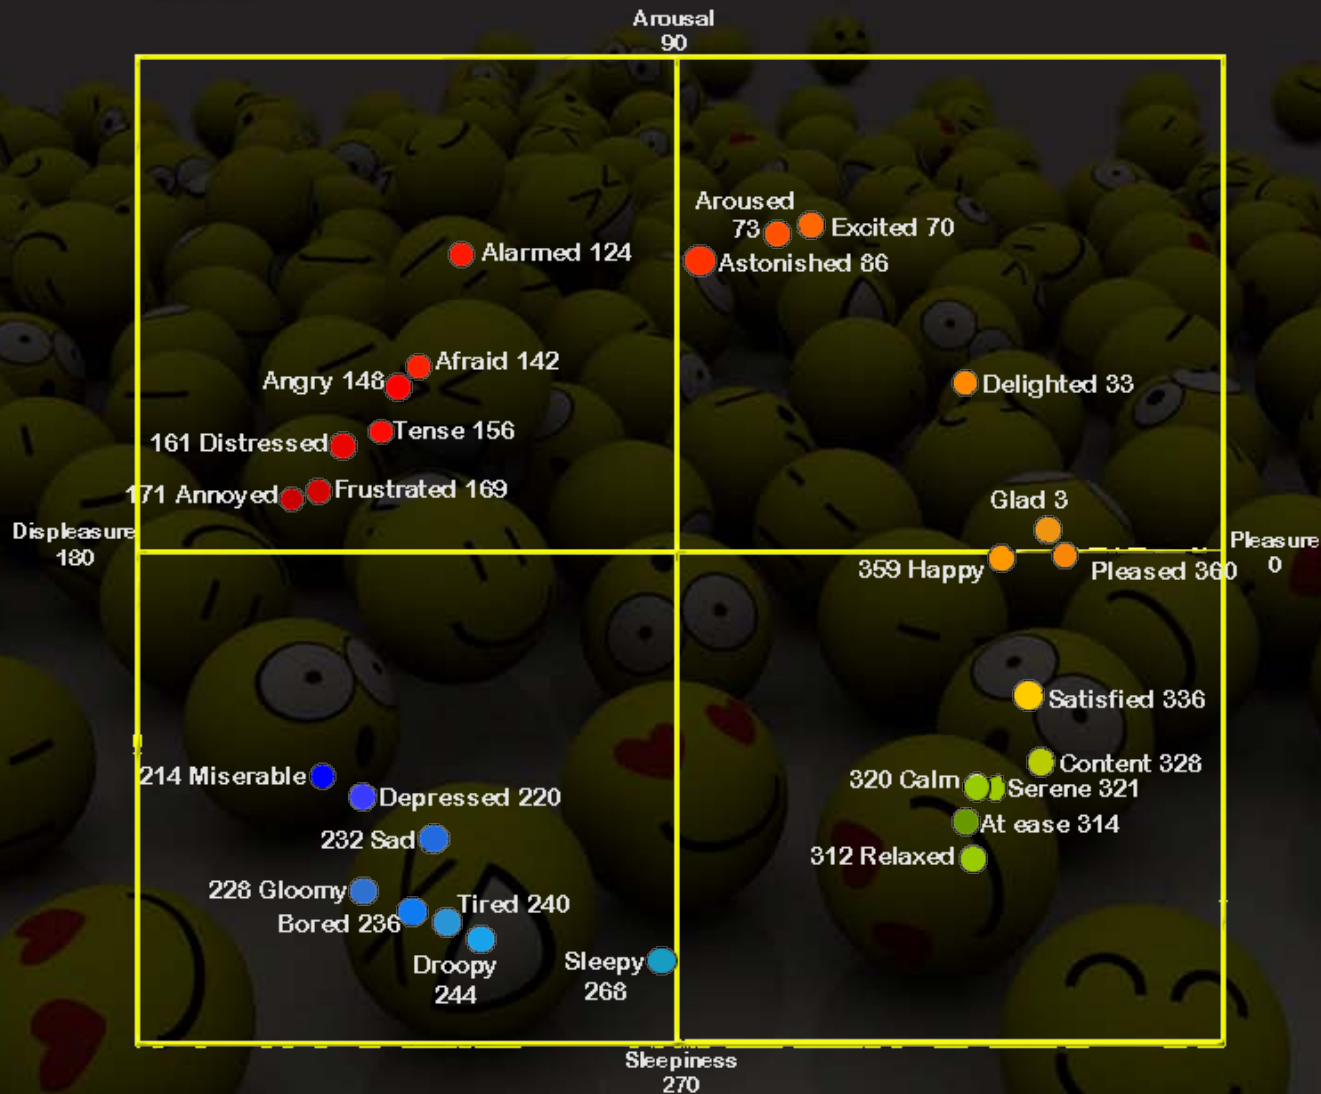 Arousal
90
Aroused
73
Excited 70
Alarmed 124
Astonished 86
Afraid 142
Angry 148
Delighted 33
Tense 156
161 Distressed
Frustrated 169
171 Annoyed
Glad 3
Displeasure
180
Pleasure
0
359 Happy
Pleased 360
Satisfied 336
Content 328
214 Miserable
320 Calm
Serene 321
Depressed 220
At ease 314
232 Sad
312 Relaxed
228 Gloomy
Tired 240
Bored 236
Droopy
244
Sleepy
268
Sleepiness
270